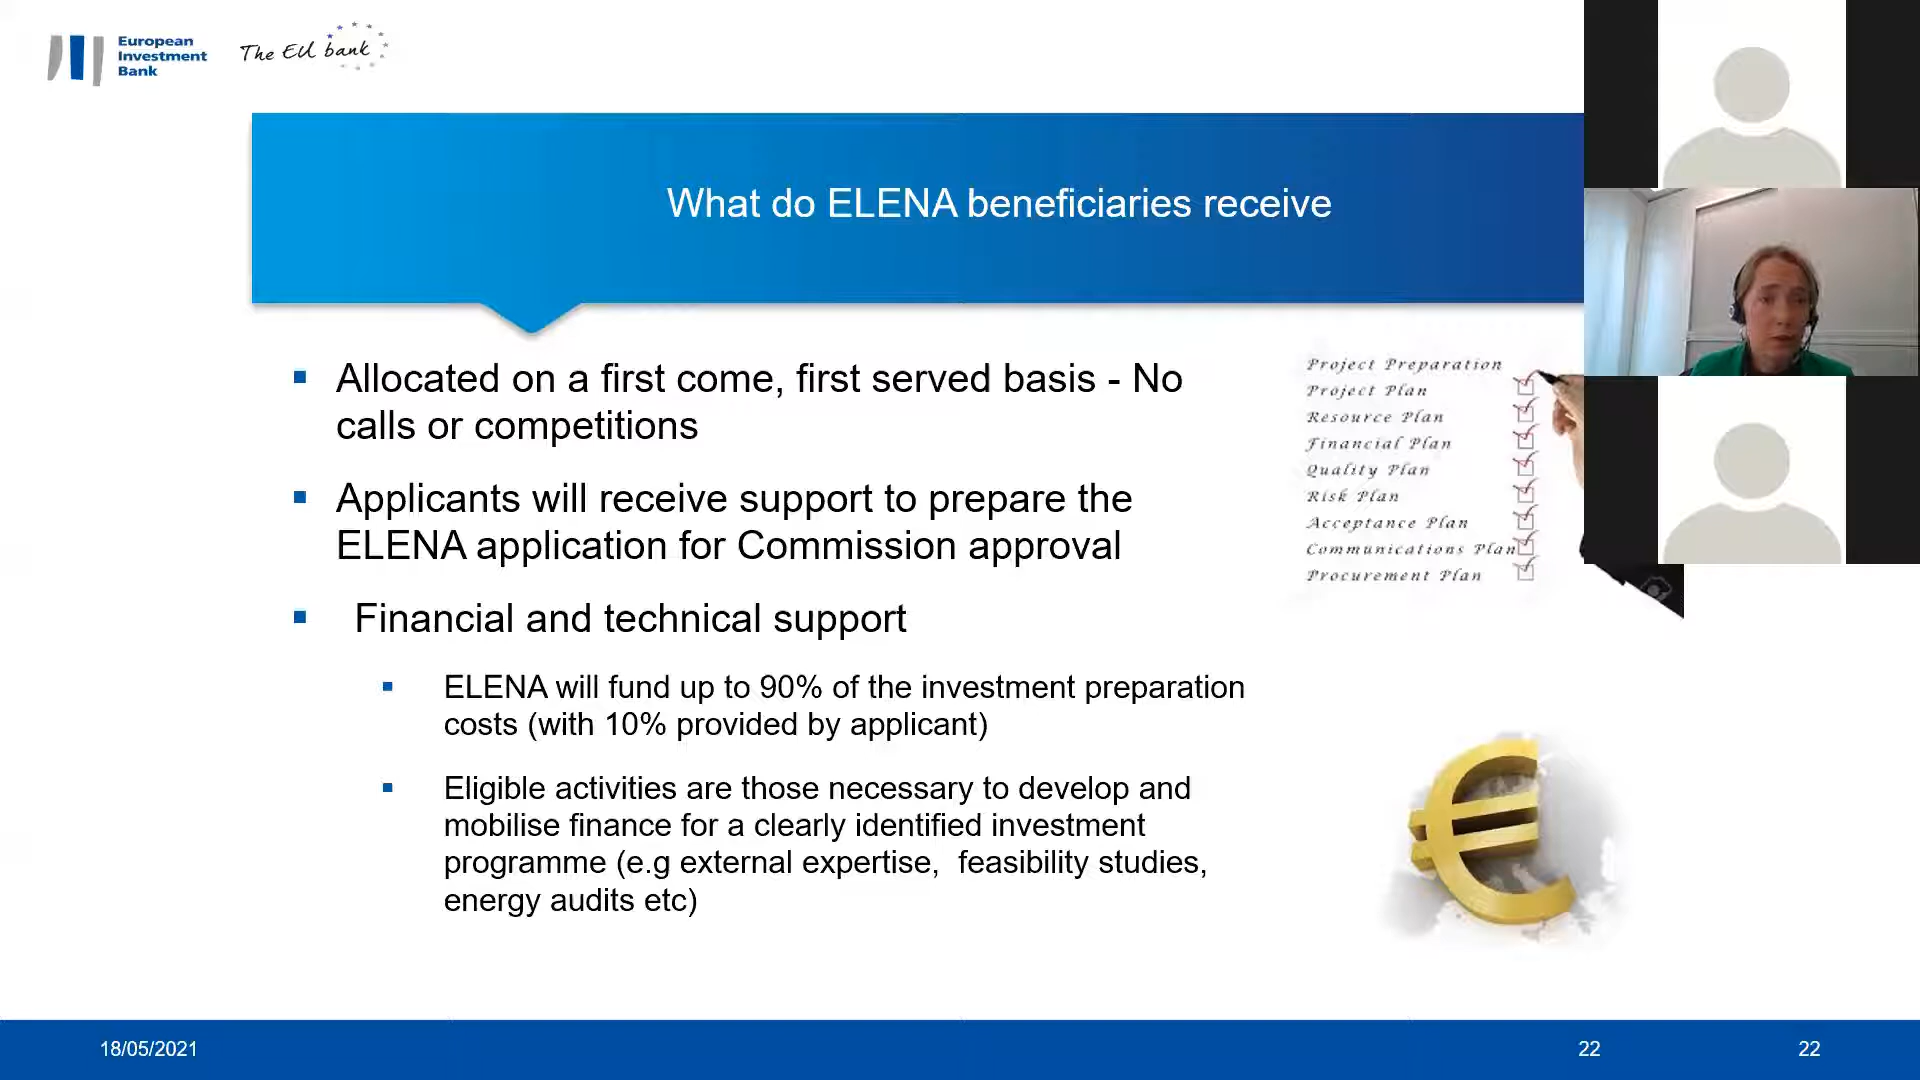 European
Investment
Bank
The EU bank
What do ELENA beneficiaries receive
Allocated on a first come, first served basis - No
calls or competitions
Applicants will receive support to prepare the
ELENA application for Commission approval
Financial and technical support
ELENA will fund up to 90% of the investment preparation
costs (with 10% provided by applicant)
Eligible activities are those necessary to develop and
mobilise finance for a clearly identified investment
programme (e.g external expertise,  feasibility studies,
energy audits etc)
Project Preparation
Project Plan
Resource Plan
Financial Plan
Quality Plan
Risk Plan
Acceptance Plan
Communications Plan
Procurement Plan
18/05/2021
22
22